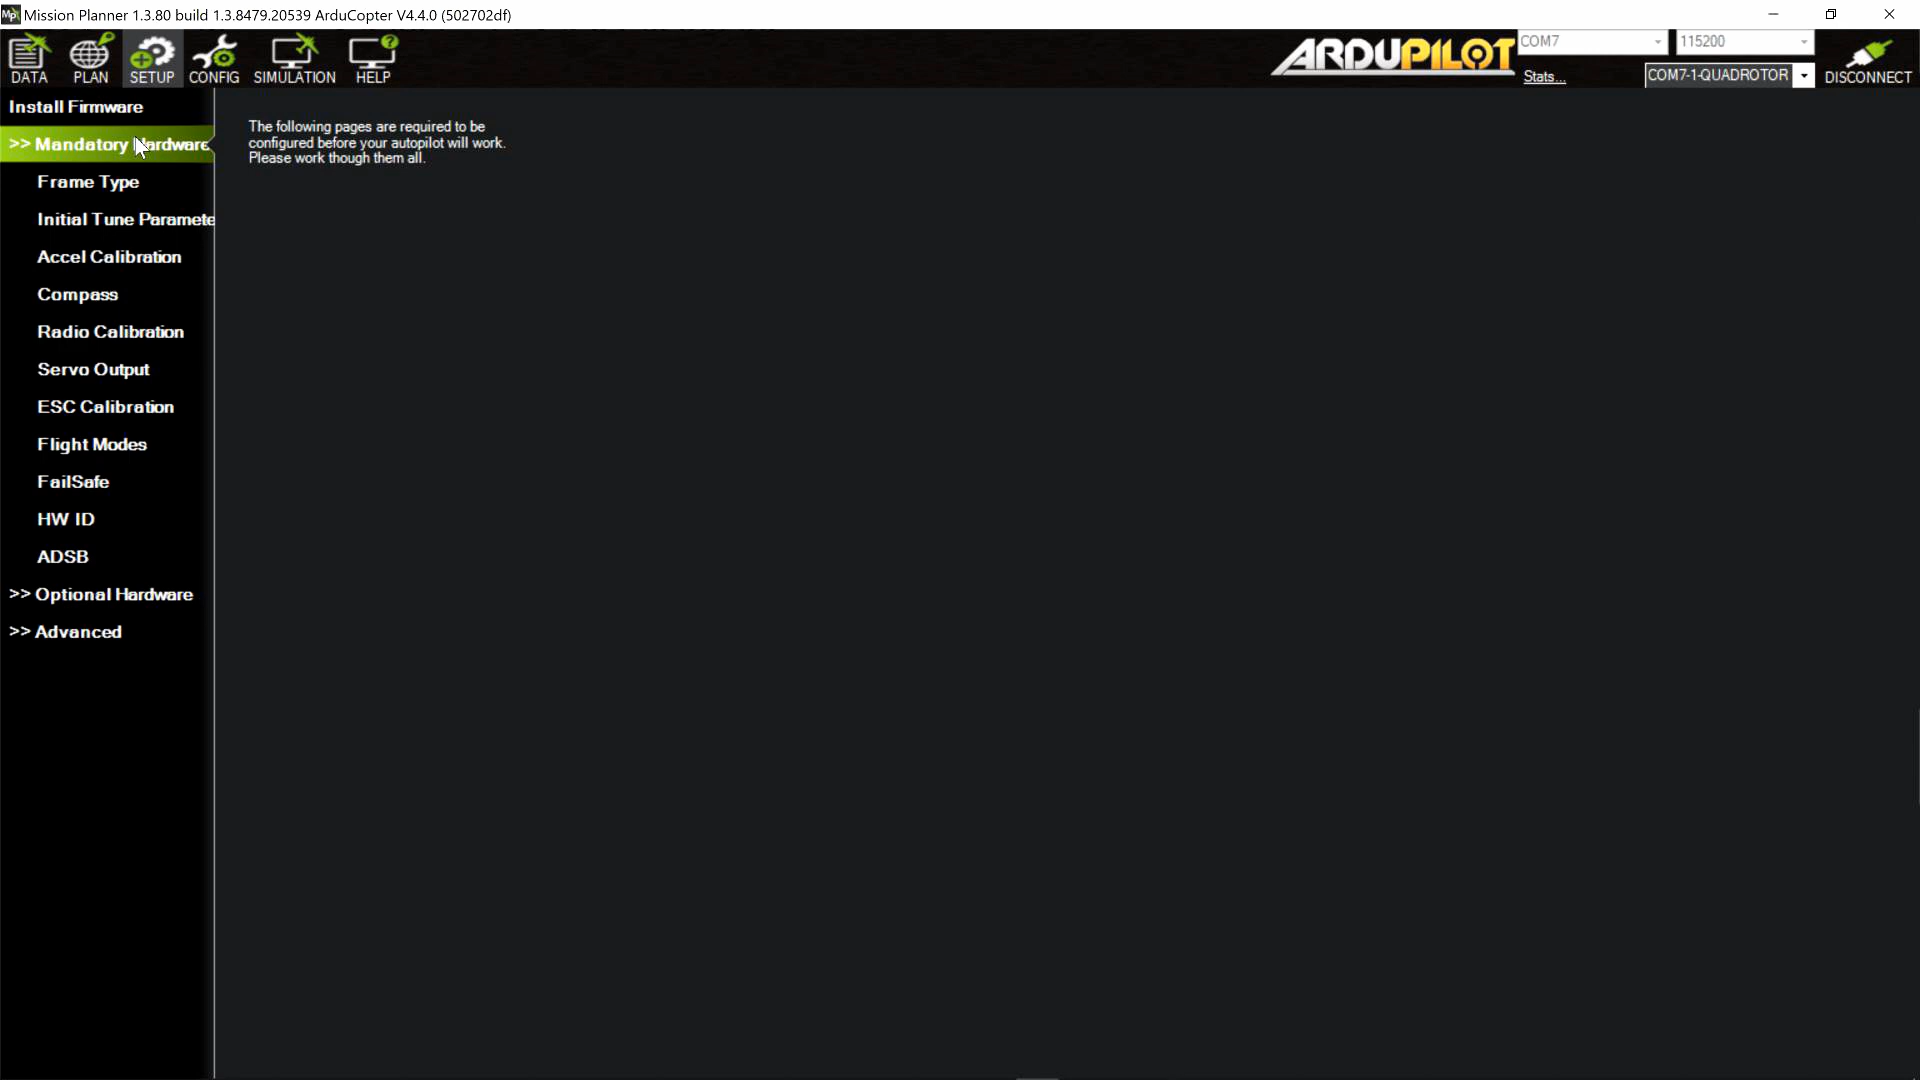 Mission Planner 1.3.80 build 1.3.8479.20539 ArduCopter V4.4.0 (502702df)
DATA PLAN SETUP CONFIG SIMULATION HELP
ARDUPILOT
COM7 115200
Stats... COM7-1-QUADROTOR DISCONNECT
Install Firmware
>> Mandatory Hardware
Frame Type
Initial Tune Paramete
Accel Calibration
Compass
Radio Calibration
Servo Output
ESC Calibration
Flight Modes
FailSafe
HW ID
ADSB
>> Optional Hardware
>> Advanced
The following pages are required to be
configured before your autopilot will work.
Please work though them all.